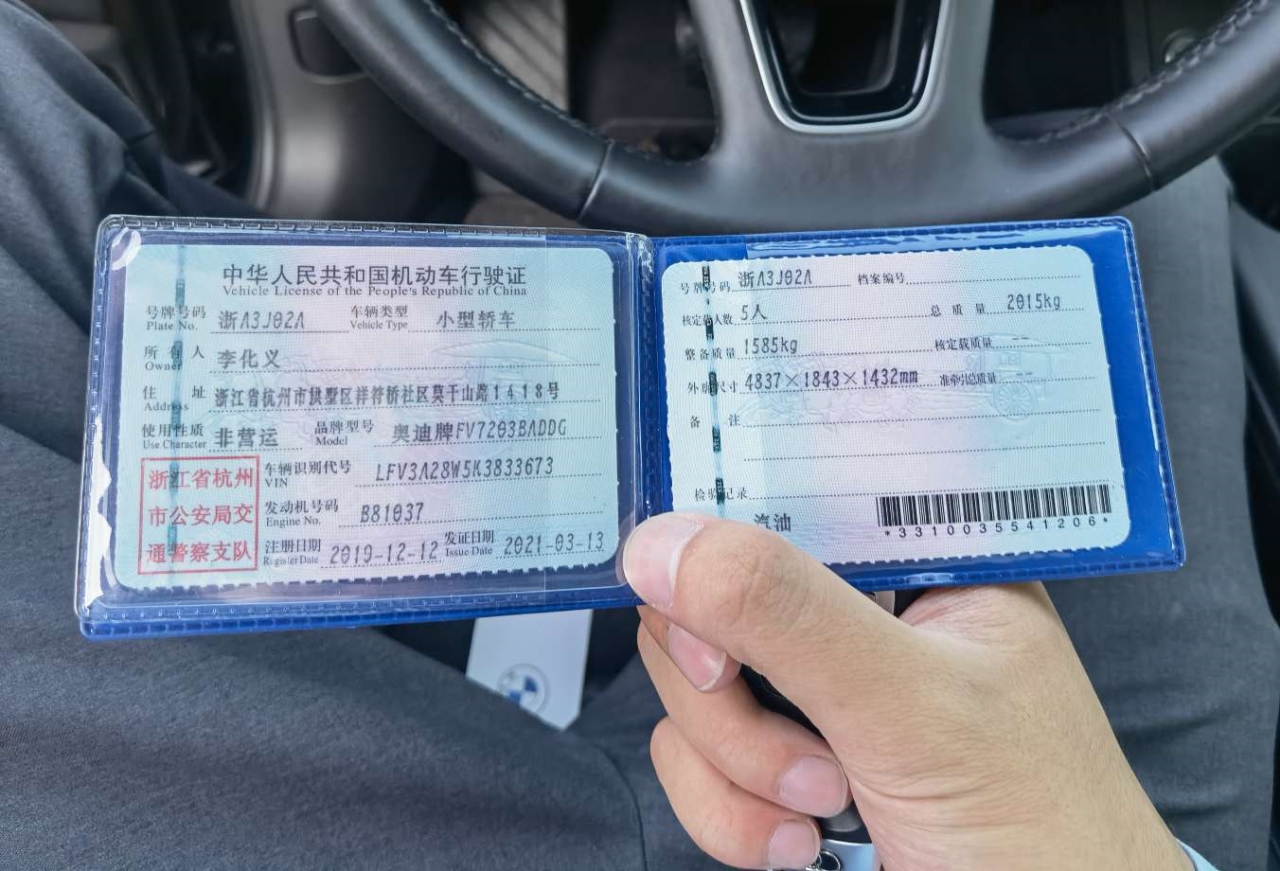 中华人民共和国机动车行驶证
Vehicle License of the People's Republic of China
号牌号码 浙A3J02A 车辆类型 小型轿车
Plate No. Vehicle Type
所有人 李化义
Owner
住址 浙江省杭州市拱墅区祥符桥社区莫干山路1418号
Address
使用性质 非营运 品牌型号 奥迪牌FV7203BADDG
Use Character Model
浙江省杭州
市公安局交
通警察支队
车辆识别代号 LFV3A28W5K3833673
VIN
发动机号码 B81037
Engine No.
注册日期 2019-12-12 发证日期 2021-03-13
Register Date Issue Date
号牌号码 浙A3J02A 档案编号
核定载人数 5人 总质量 2015kg
整备质量 1585kg 核定载质量 --
外廓尺寸 4837×1843×1432mm 准牵引总质量 --
备注
检验记录
汽油
*3310035541206*